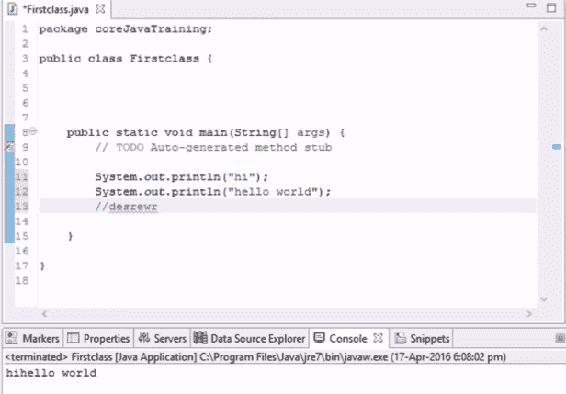 *Firstclass.java
1 package coreJavaTraining;
2
3 public class Firstclass {
4
5
6
7
8 public static void main(String[] args) {
9 // TODO Auto-generated method stub
10
11 System.out.println("hi");
12 System.out.println("hello world");
13 //desrewr
14
15 }
16
17 }
18
Markers Properties Servers Data Source Explorer Console Snippets
<terminated> Firstclass [Java Application] C:\Program Files\Java\jre7\bin\javaw.exe (17-Apr-2016 6:08:02 pm)
hihello world